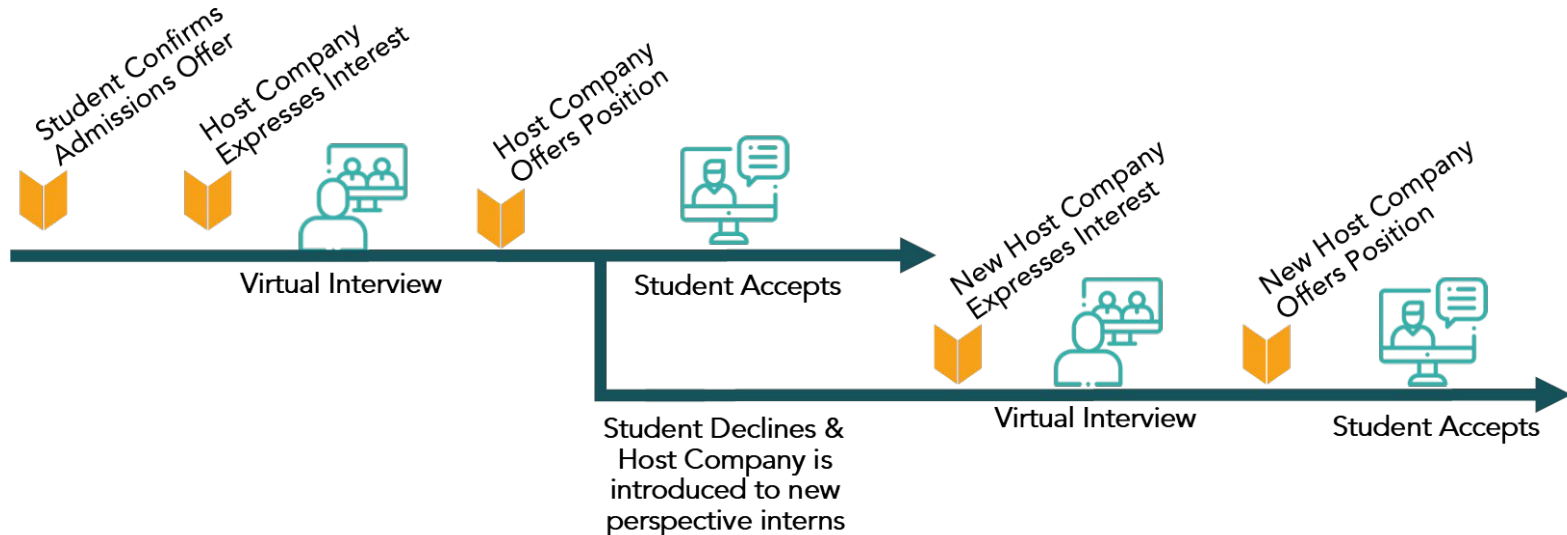 Student Confirms
Admissions Offer
Host Company
Expresses Interest
Host Company
Offers Position
Virtual Interview
Student Accepts
Student Declines &
Host Company is
introduced to new
perspective interns
New Host Company
Expresses Interest
New Host Company
Offers Position
Virtual Interview
Student Accepts